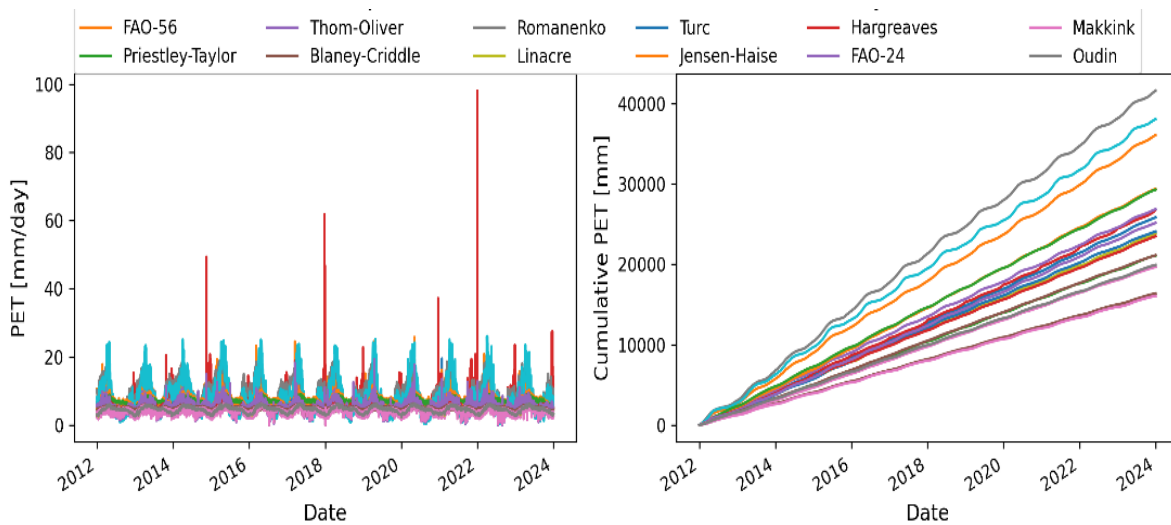 FAO-56 Thom-Oliver Romanenko Turc Hargreaves Makkink
Priestley-Taylor Blaney-Criddle Linacre Jensen-Haise FAO-24 Oudin
PET [mm/day]
100
80
60
40
20
0
2012 2014 2016 2018 2020 2022 2024
Date
Cumulative PET [mm]
40000
30000
20000
10000
0
2012 2014 2016 2018 2020 2022 2024
Date